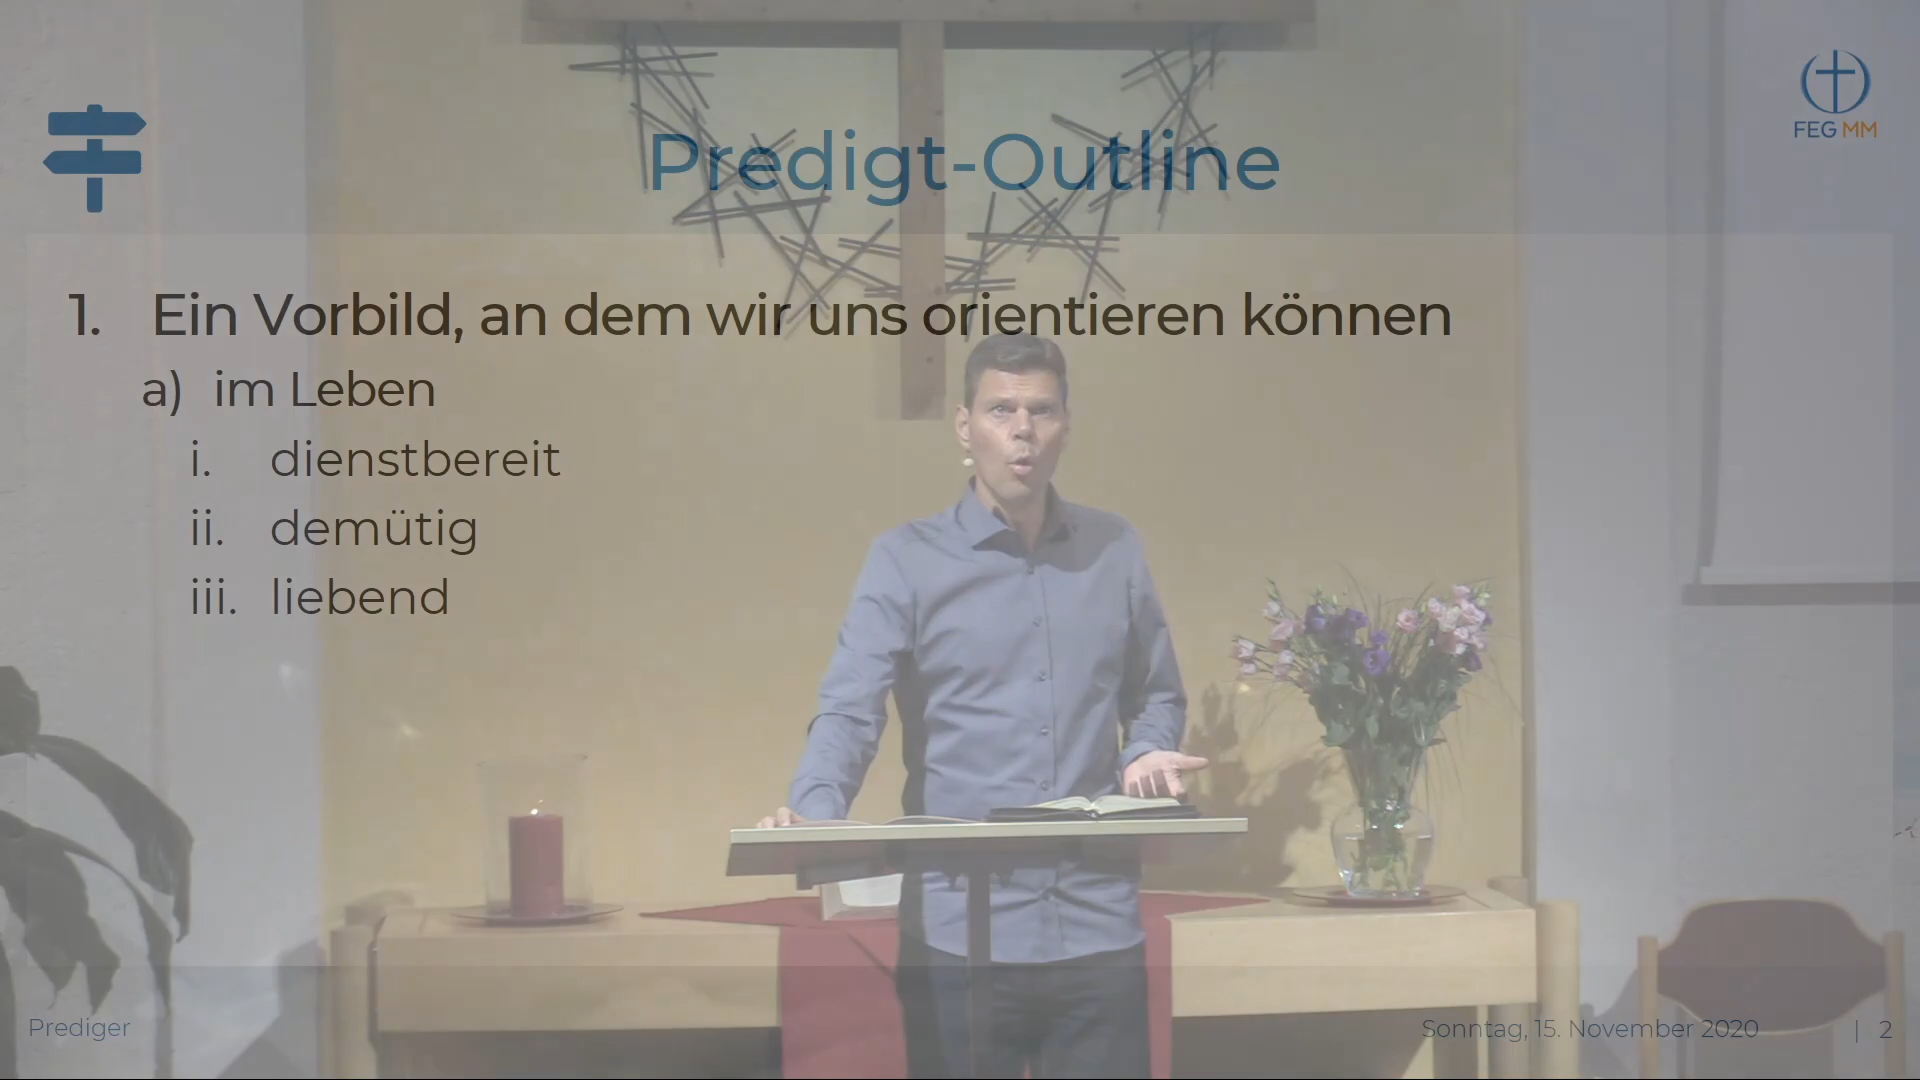 FEG MM
Predigt-Outline
1. Ein Vorbild, an dem wir uns orientieren können
a) im Leben
i. dienstbereit
ii. demütig
iii. liebend
Prediger
Sonntag, 15. November 2020 | 2